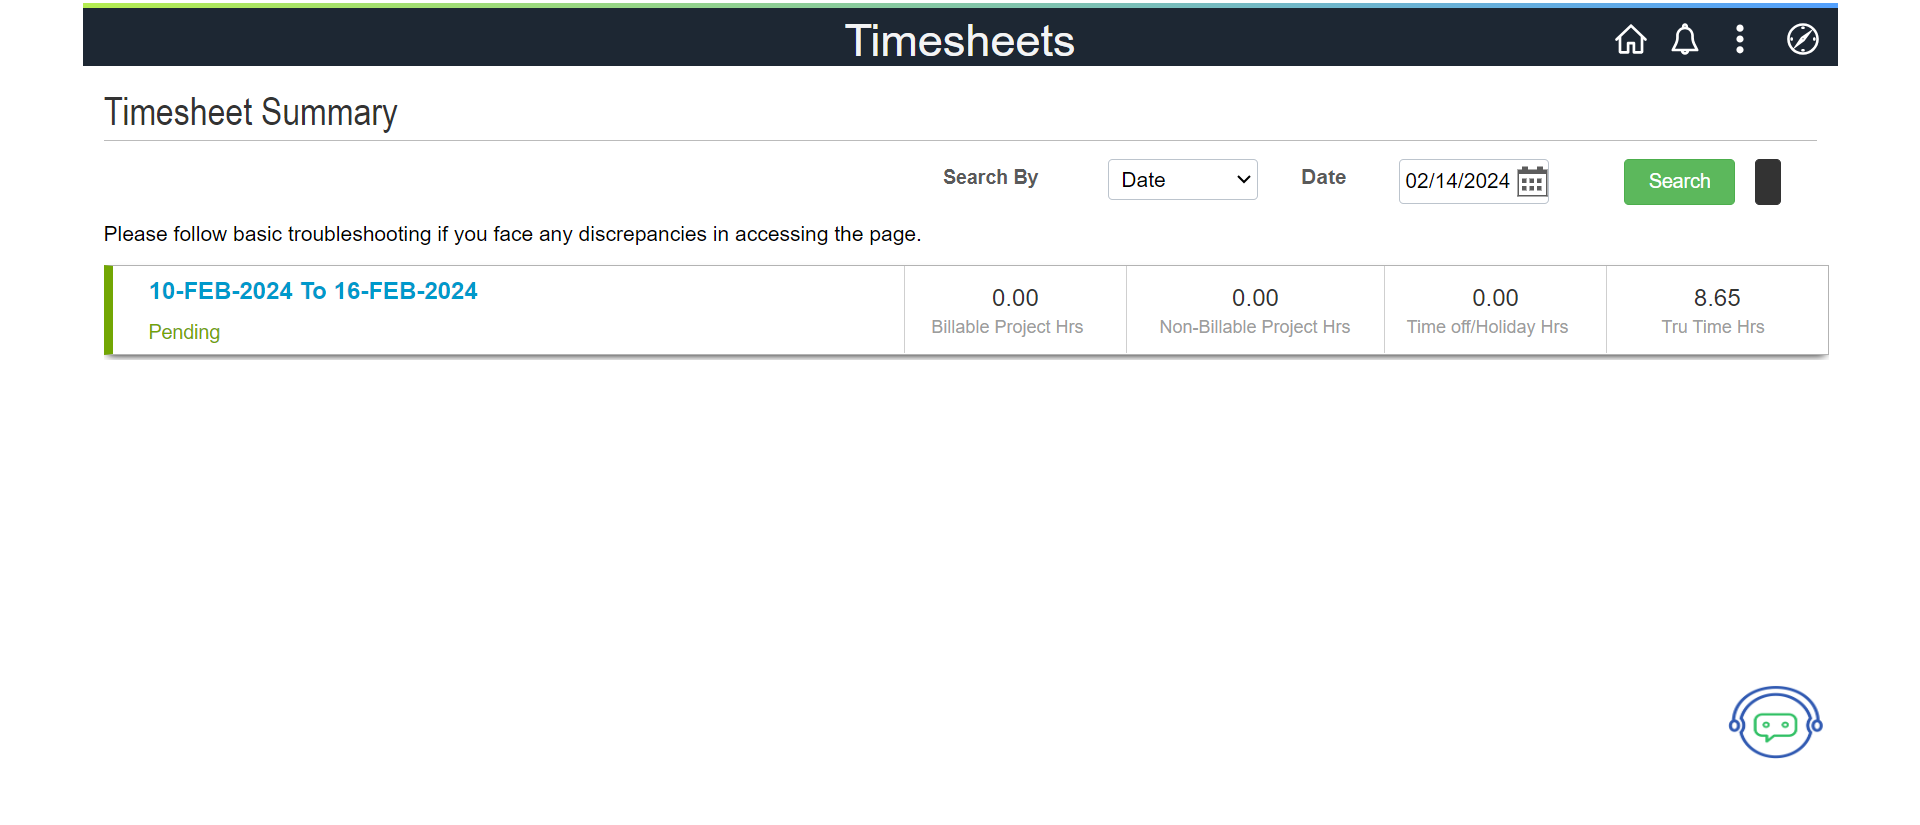 Timesheets
Timesheet Summary
Search By Date Date 02/14/2024 Search
Please follow basic troubleshooting if you face any discrepancies in accessing the page.
10-FEB-2024 To 16-FEB-2024
Pending
0.00
Billable Project Hrs
0.00
Non-Billable Project Hrs
0.00
Time off/Holiday Hrs
8.65
Tru Time Hrs